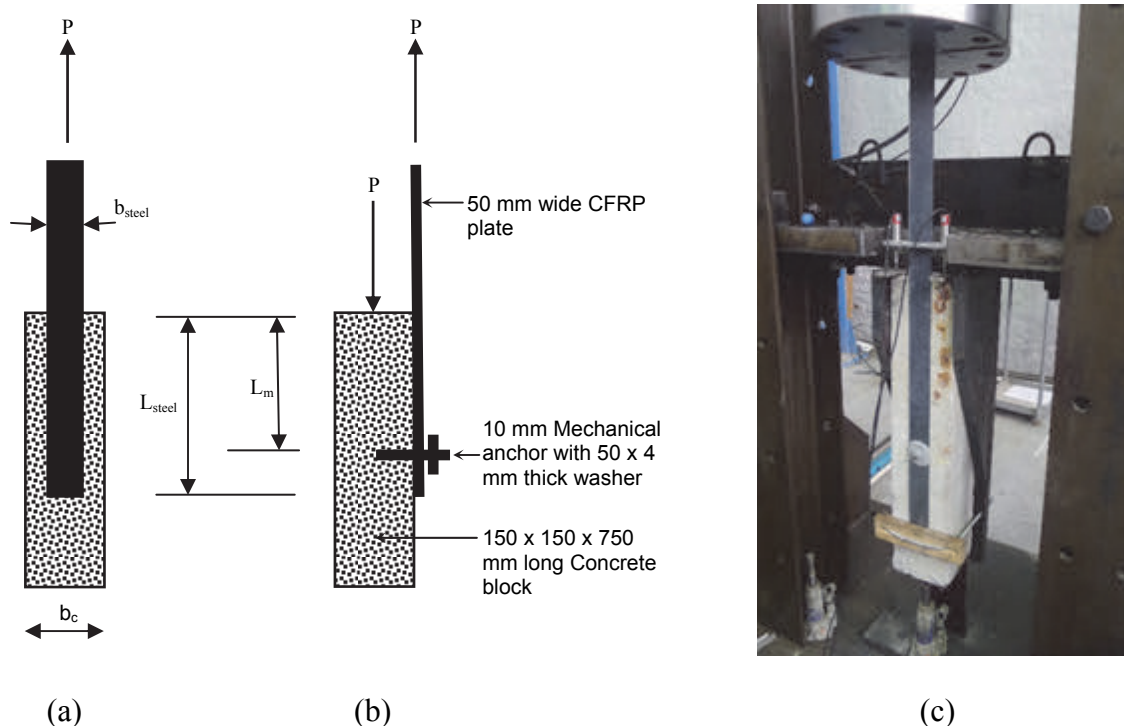 P
b_steel
L_steel
b_c
P
P
50 mm wide CFRP
plate
L_m
10 mm Mechanical
anchor with 50 x 4
mm thick washer
150 x 150 x 750
mm long Concrete
block
(a)
(b)
(c)